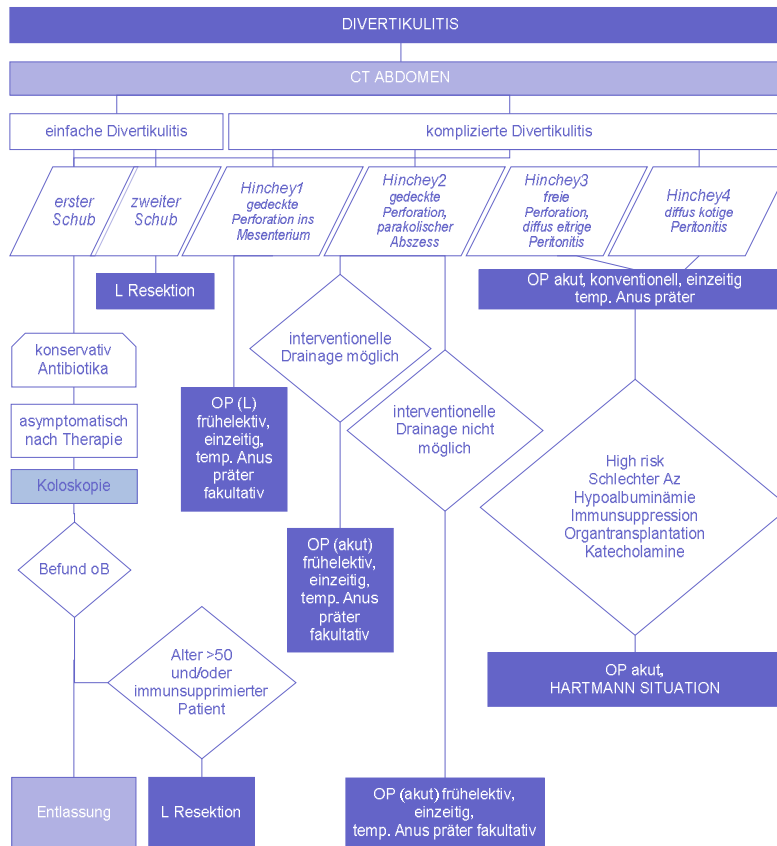 DIVERTIKULITIS
CT ABDOMEN
einfache Divertikulitis
komplizierte Divertikulitis
erster
Schub
zweiter
Schub
Hinchey1
gedeckte
Perforation ins
Mesenterium
Hinchey2
gedeckte
Perforation,
parakolischer
Abszess
Hinchey3
freie
Perforation,
diffus eitrige
Peritonitis
Hinchey4
diffus kotige
Peritonitis
L Resektion
OP akut, konventionell, einzeitig
temp. Anus präter
konservativ
Antibiotika
interventionelle
Drainage möglich
asymptomatisch
nach Therapie
OP (L)
frühelektiv,
einzeitig,
temp. Anus
präter
fakultativ
interventionelle
Drainage nicht
möglich
High risk
Schlechter Az
Hypoalbuminämie
Immunsuppression
Organtransplantation
Katecholamine
Koloskopie
Befund oB
OP (akut)
frühelektiv,
einzeitig,
temp. Anus
präter
fakultativ
Alter >50
und/oder
immunsupprimierter
Patient
OP akut,
HARTMANN SITUATION
Entlassung
L Resektion
OP (akut) frühelektiv,
einzeitig,
temp. Anus präter fakultativ